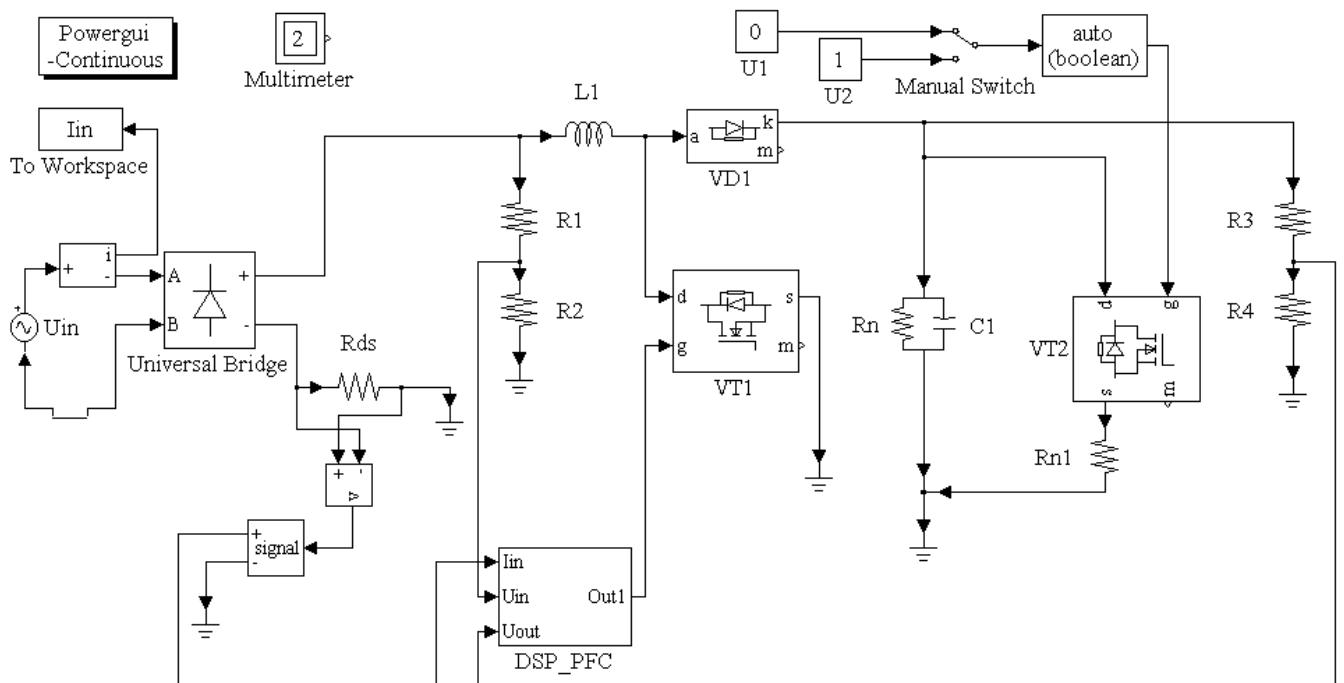 Powergui
-Continuous
2
Multimeter
0
U1
1
U2
Manual Switch
auto
(boolean)
Iin
To Workspace
L1
a
k
m
VD1
R1
R2
R3
R4
i
+
-
+
Uin
A
B
+
-
Universal Bridge
Rds
d
g
s
m
VT1
Rn
C1
d
g
VT2
s
m
Rn1
+
-
v
+
signal
-
Iin
Uin
Uout
Out1
DSP_PFC